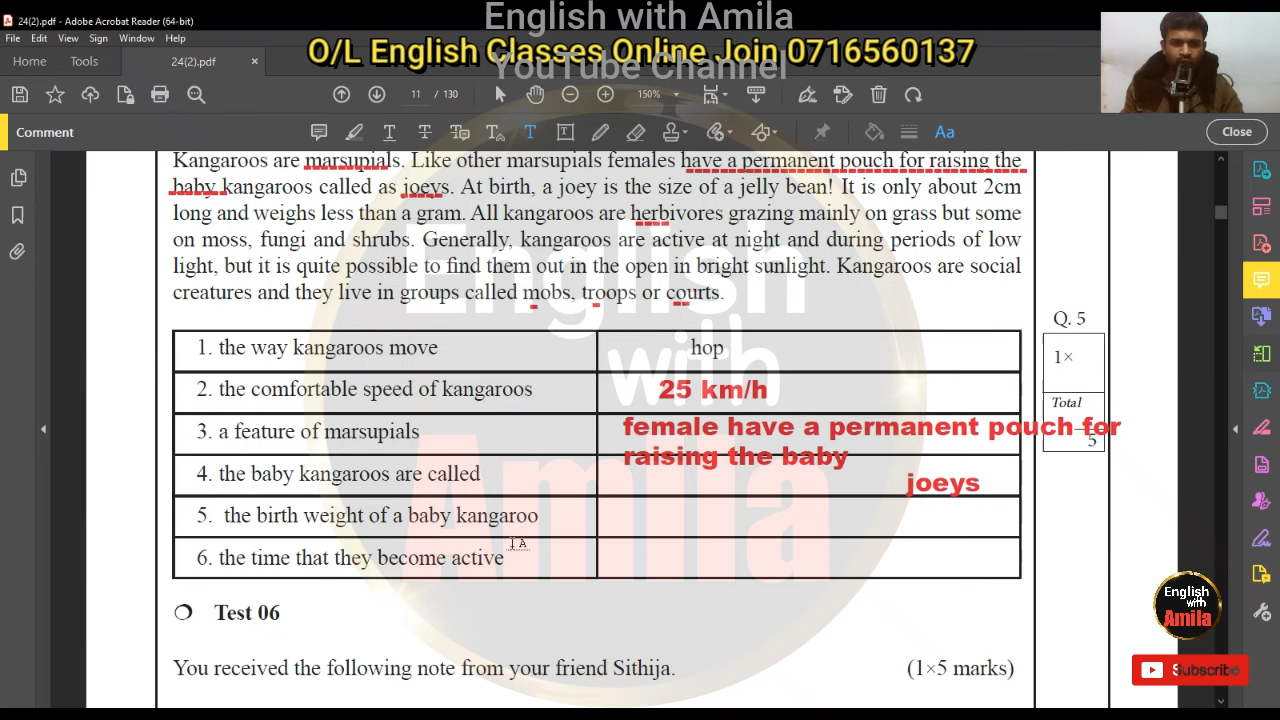 24(2).pdf - Adobe Acrobat Reader (64-bit)
English with Amila
File Edit View Sign Window Help
O/L English Classes Online Join 0716560137
YouTube Channel
Home Tools 24(2).pdf ×
11 / 130 150%
Comment Close
Kangaroos are marsupials. Like other marsupials females have a permanent pouch for raising the
baby kangaroos called as joeys. At birth, a joey is the size of a jelly bean! It is only about 2cm
long and weighs less than a gram. All kangaroos are herbivores grazing mainly on grass but some
on moss, fungi and shrubs. Generally, kangaroos are active at night and during periods of low
light, but it is quite possible to find them out in the open in bright sunlight. Kangaroos are social
creatures and they live in groups called mobs, troops or courts.
English
with
Amila
Q. 5
1. the way kangaroos move hop
1×
2. the comfortable speed of kangaroos 25 km/h
Total
3. a feature of marsupials female have a permanent pouch for
raising the baby
5
4. the baby kangaroos are called joeys
5. the birth weight of a baby kangaroo
6. the time that they become active
Test 06
English
with
Amila
You received the following note from your friend Sithija. (1×5 marks)
Subscribe